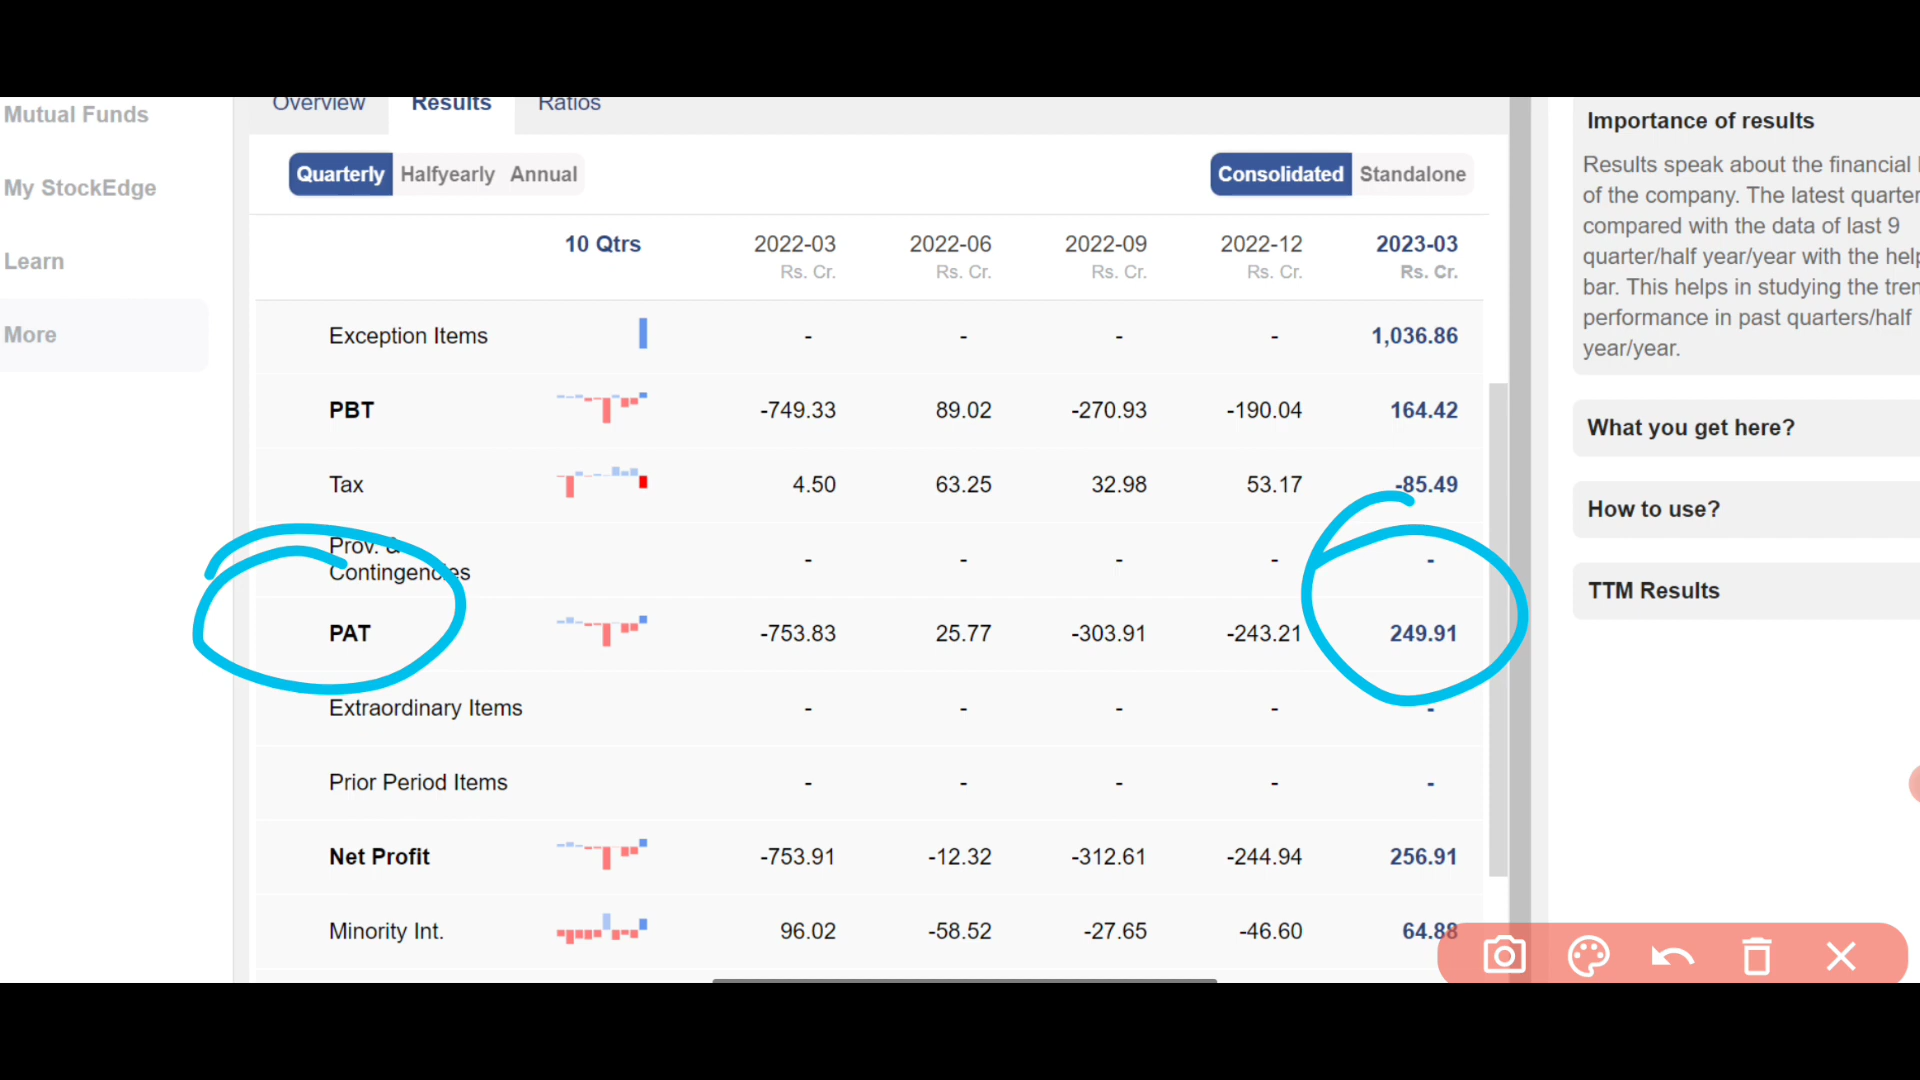 Overview Results Ratios
Mutual Funds
My StockEdge
Learn
More
Quarterly Halfyearly Annual Consolidated Standalone
10 Qtrs 2022-03 2022-06 2022-09 2022-12 2023-03
Rs. Cr. Rs. Cr. Rs. Cr. Rs. Cr. Rs. Cr.
Exception Items - - - - 1,036.86
PBT -749.33 89.02 -270.93 -190.04 164.42
Tax 4.50 63.25 32.98 53.17 -85.49
Prov. &
Contingencies - - - - -
PAT -753.83 25.77 -303.91 -243.21 249.91
Extraordinary Items - - - - -
Prior Period Items - - - - -
Net Profit -753.91 -12.32 -312.61 -244.94 256.91
Minority Int. 96.02 -58.52 -27.65 -46.60 64.88
Importance of results
Results speak about the financial
of the company. The latest quarter
compared with the data of last 9
quarter/half year/year with the help
bar. This helps in studying the
performance in past quarters/half
year/year.
What you get here?
How to use?
TTM Results